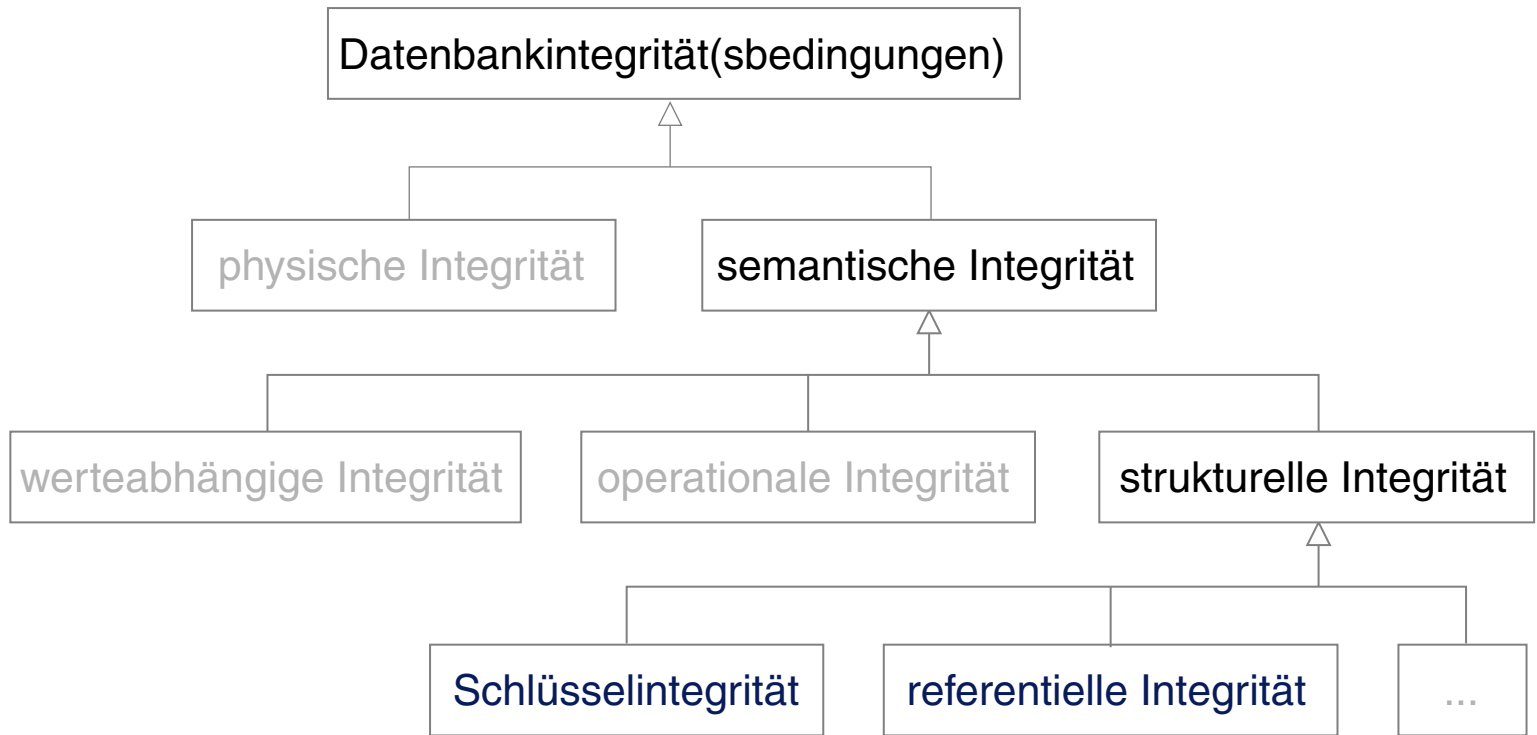 Datenbankintegrität(sbedingungen)
physische Integrität
semantische Integrität
werteabhängige Integrität
operationale Integrität
strukturelle Integrität
Schlüsselintegrität
referentielle Integrität
...